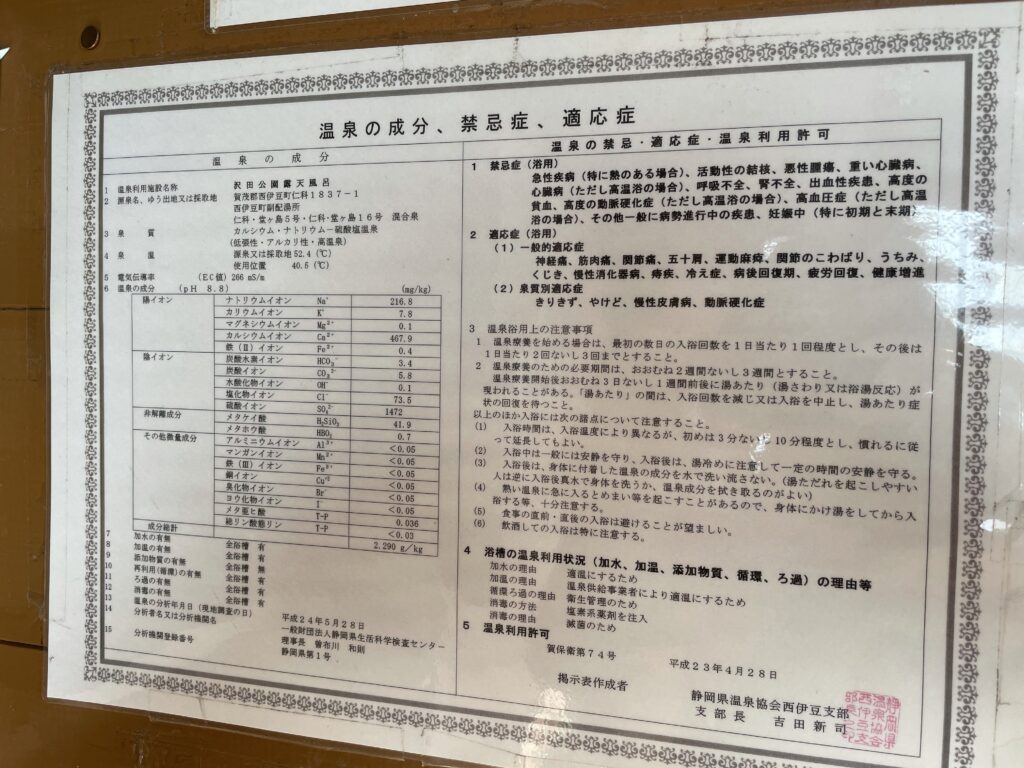 温泉の成分、禁忌症、適応症
温泉の成分
1 温泉利用施設名称 沢田公園露天風呂
2 源泉名、ゆう出地又は採取地 賀茂郡西伊豆町仁科1837-1
西伊豆町副配湯所
仁科・堂ヶ島5号・仁科・堂ヶ島16号 混合泉
3 泉質 カルシウム・ナトリウム-硫酸塩温泉
(低張性・アルカリ性・高温泉)
4 泉温 源泉又は採取地52.4(℃)
使用位置 40.5(℃)
5 電気伝導率 (EC値) 266 mS/m
6 温泉の成分 (pH 8.8) (mg/kg)
陽イオン ナトリウムイオン Na⁺ 216.8
カリウムイオン K⁺ 7.8
マグネシウムイオン Mg²⁺ 0.1
カルシウムイオン Ca²⁺ 467.9
鉄(Ⅱ)イオン Fe²⁺ 0.4
陰イオン 炭酸水素イオン HCO₃⁻ 3.4
炭酸イオン CO₃²⁻ 5.8
水酸化物イオン OH⁻ 0.1
塩化物イオン Cl⁻ 73.5
硫酸イオン SO₄²⁻ 1472
非解離成分 メタケイ酸 H₂SiO₃ 41.9
メタホウ酸 HBO₂ 0.7
その他微量成分 アルミニウムイオン Al³⁺ <0.05
マンガンイオン Mn²⁺ <0.05
鉄(Ⅲ)イオン Fe³⁺ <0.05
銅イオン Cu⁺² <0.05
臭化物イオン Br⁻ <0.05
ヨウ化物イオン I⁻ <0.05
メタ亜ヒ酸 T-P 0.036
総リン酸態リン T-P <0.03
成分総計 2.290 g/kg
7 加水の有無 全浴槽 有
8 加温の有無 全浴槽 有
9 添加物質の有無 全浴槽 無
10 再利用(循環)の有無 全浴槽 有
11 ろ過の有無 全浴槽 有
12 消毒の有無 全浴槽 有
13 温泉の分析年月日(現地調査の日) 平成24年5月28日
14 分析者名又は分析機関名 一般財団法人静岡県生活科学検査センター
理事長 曽布川 和則
15 分析機関登録番号 静岡県第1号
温泉の禁忌・適応症・温泉利用許可
1 禁忌症(浴用)
急性疾病(特に熱のある場合)、活動性の結核、悪性腫瘍、重い心臓病、
心臓病(ただし高温浴の場合)、呼吸不全、腎不全、出血性疾患、高度の
貧血、高度の動脈硬化症(ただし高温浴の場合)、高血圧症(ただし高温
浴の場合)、その他一般に病勢進行中の疾患、妊娠中(特に初期と末期)
2 適応症(浴用)
(1)一般的適応症
神経痛、筋肉痛、関節痛、五十肩、運動麻痺、関節のこわばり、うちみ、
くじき、慢性消化器病、痔疾、冷え症、病後回復期、疲労回復、健康増進
(2)泉質別適応症
きりきず、やけど、慢性皮膚病、動脈硬化症
3 温泉浴用上の注意事項
1 温泉療養を始める場合は、最初の数日の入浴回数を1日当たり1回程度とし、その後は
1日当たり2回ないし3回までとすること。
2 温泉療養のための必要期間は、おおむね2週間ないし3週間とすること。
温泉療養開始後おおむね3日ないし1週間前後に湯あたり(湯さわり又は浴湯反応)が
現われることがある。「湯あたり」の間は、入浴回数を減じ又は入浴を中止し、湯あたり症
状の回復を待つこと。
以上のほか入浴には次の諸点について注意すること。
(1) 入浴時間は、入浴温度により異なるが、初めは3分ないし10分程度とし、慣れるに従
って延長してもよい。
(2) 入浴中は一般には安静を守り、入浴後は、湯冷めに注意して一定の時間の安静を守る。
(3) 入浴後は、身体に付着した温泉の成分を水で洗い流さない。(湯ただれを起こしやすい
人は逆に入浴後真水で身体を洗うか、温泉成分を拭き取るのがよい)
(4) 熱い温泉に急に入るとめまい等を起こすことがあるので、身体にかけ湯をしてから入
浴する等、十分注意する。
(5) 食事の直前・直後の入浴は避けることが望ましい。
(6) 飲酒しての入浴は特に注意する。
4 浴槽の温泉利用状況(加水、加温、添加物質、循環、ろ過)の理由等
加水の理由 適温にするため
加温の理由 温泉供給事業者により適温にするため
循環ろ過の理由 衛生管理のため
消毒の方法 塩素系薬剤を注入
消毒の理由 滅菌のため
5 温泉利用許可
賀保衛第74号 平成23年4月28日
掲示表作成者
静岡県温泉協会西伊豆支部
支部長 吉田新司
静岡県
温泉協会
西伊豆支
部長之印